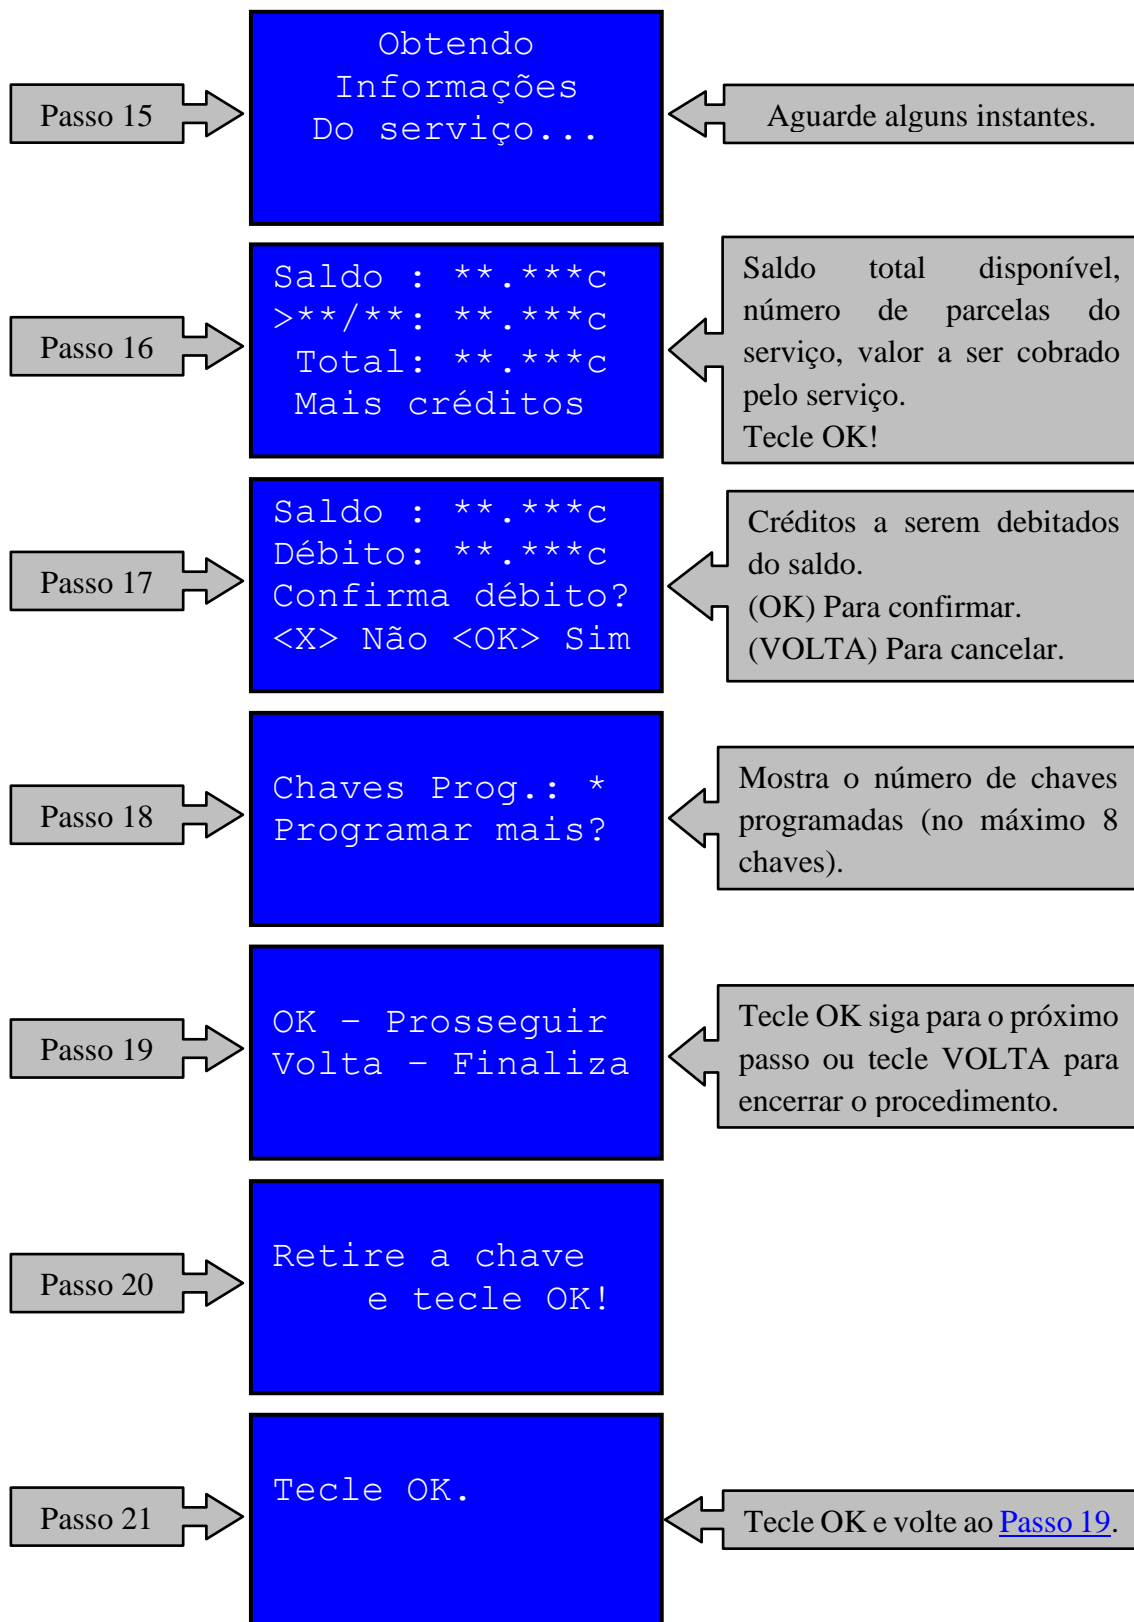 Passo 15
Obtendo
Informações
Do serviço...
Aguarde alguns instantes.
Passo 16
Saldo : **.***c
>**/**: **.***c
Total: **.***c
Mais créditos
Saldo total disponível,
número de parcelas do
serviço, valor a ser cobrado
pelo serviço.
Tecle OK!
Passo 17
Saldo : **.***c
Débito: **.***c
Confirma débito?
<X> Não <OK> Sim
Créditos a serem debitados
do saldo.
(OK) Para confirmar.
(VOLTA) Para cancelar.
Passo 18
Chaves Prog.: *
Programar mais?
Mostra o número de chaves
programadas (no máximo 8
chaves).
Passo 19
OK – Prosseguir
Volta – Finaliza
Tecle OK siga para o próximo
passo ou tecle VOLTA para
encerrar o procedimento.
Passo 20
Retire a chave
e tecle OK!
Passo 21
Tecle OK.
Tecle OK e volte ao Passo 19.